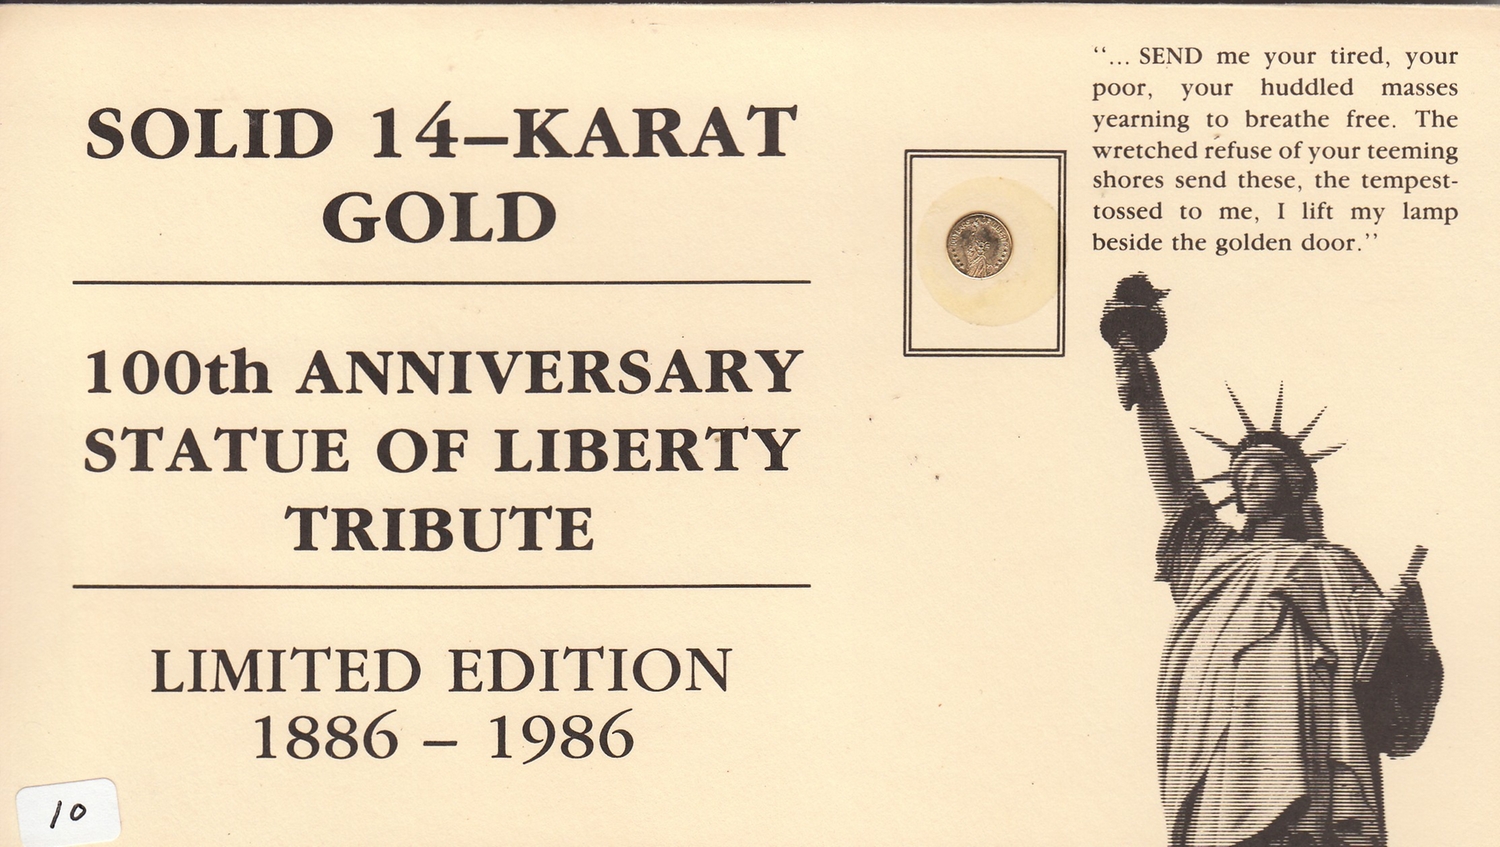 SOLID 14–KARAT
GOLD
100th ANNIVERSARY
STATUE OF LIBERTY
TRIBUTE
LIMITED EDITION
1886 – 1986
10
“... SEND me your tired, your
poor, your huddled masses
yearning to breathe free. The
wretched refuse of your teeming
shores send these, the tempest-
tossed to me, I lift my lamp
beside the golden door.”